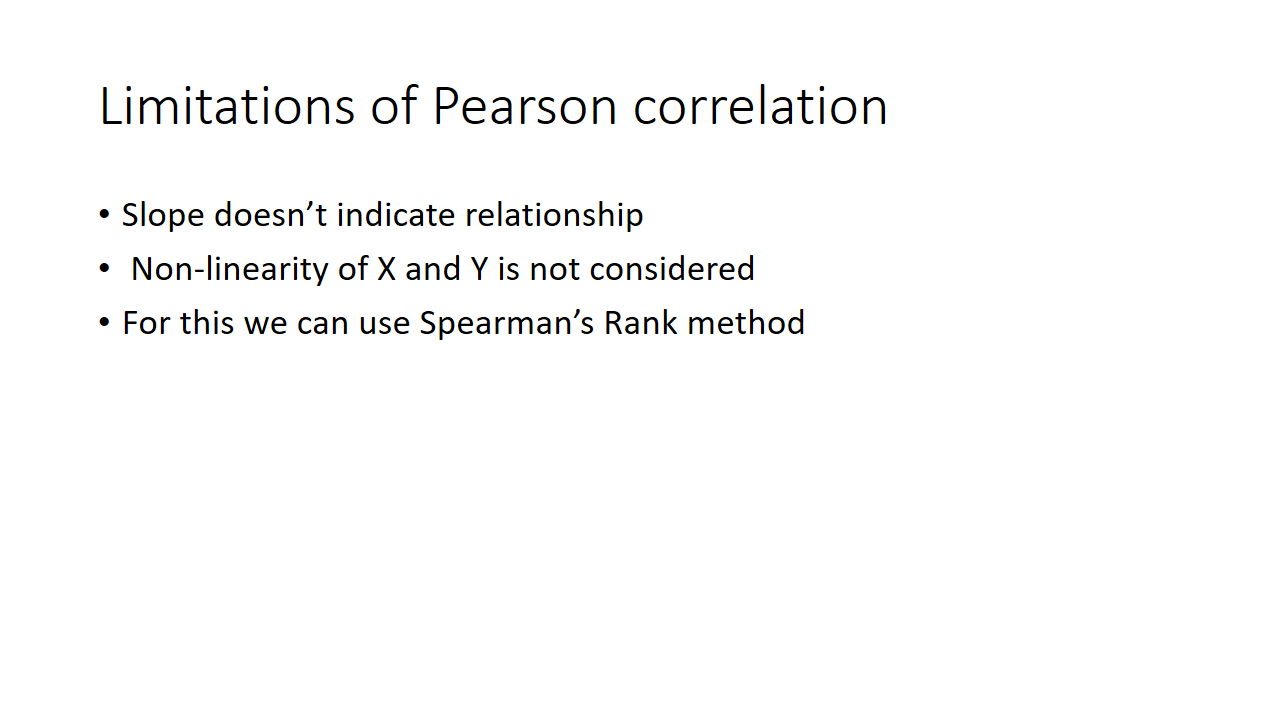 Limitations of Pearson correlation
• Slope doesn’t indicate relationship
• Non-linearity of X and Y is not considered
• For this we can use Spearman’s Rank method